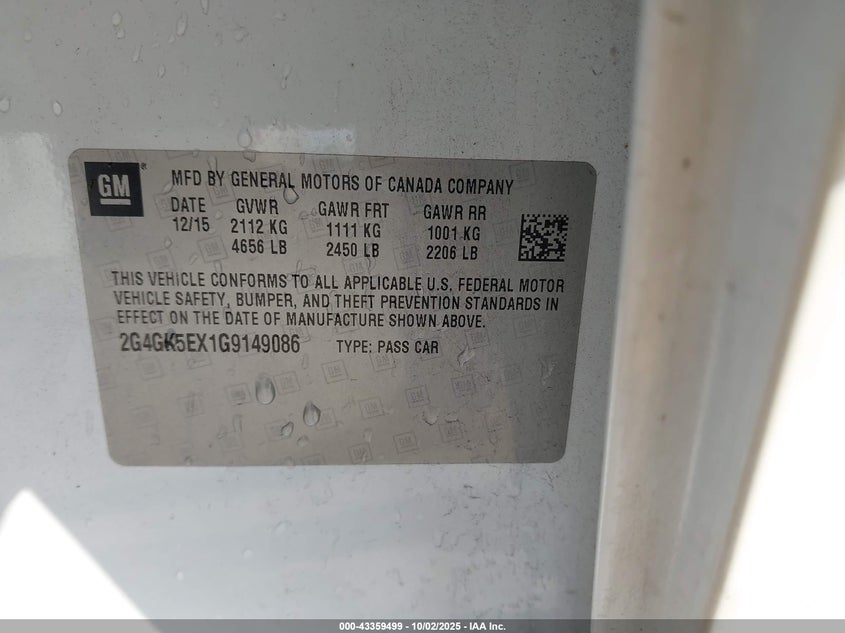 GM ® MFD BY GENERAL MOTORS OF CANADA COMPANY
DATE GVWR GAWR FRT GAWR RR
12/15 2112 KG 1111 KG 1001 KG
4656 LB 2450 LB 2206 LB
THIS VEHICLE CONFORMS TO ALL APPLICABLE U.S. FEDERAL MOTOR
VEHICLE SAFETY, BUMPER, AND THEFT PREVENTION STANDARDS IN
EFFECT ON THE DATE OF MANUFACTURE SHOWN ABOVE.
2G4GK5EX1G9149086 TYPE: PASS CAR
000-43359499 - 10/02/2025 - IAA Inc.